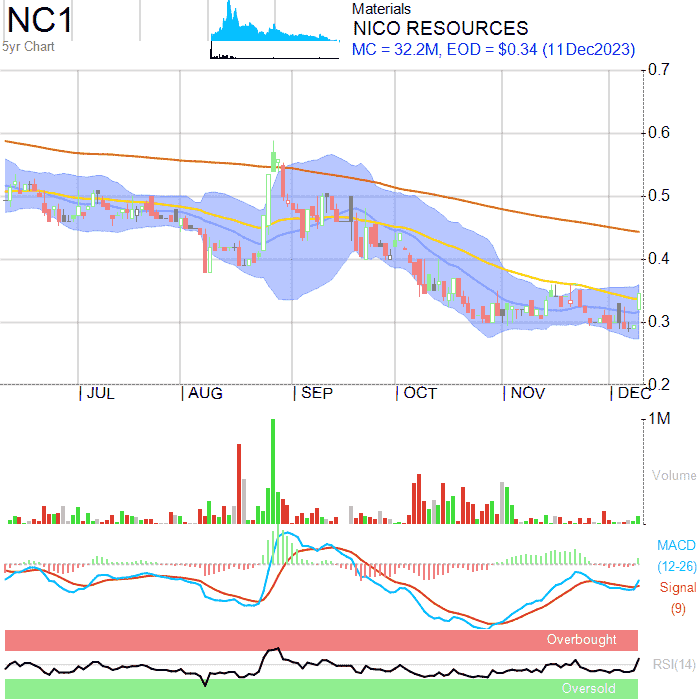 NC1
5yr Chart
Materials
NICO RESOURCES
MC = 32.2M, EOD = $0.34 (11Dec2023)
0.7
0.6
0.5
0.4
0.3
0.2
JUL AUG SEP OCT NOV DEC
1M
Volume
MACD
(12-26)
Signal
(9)
Overbought
RSI(14)
Oversold